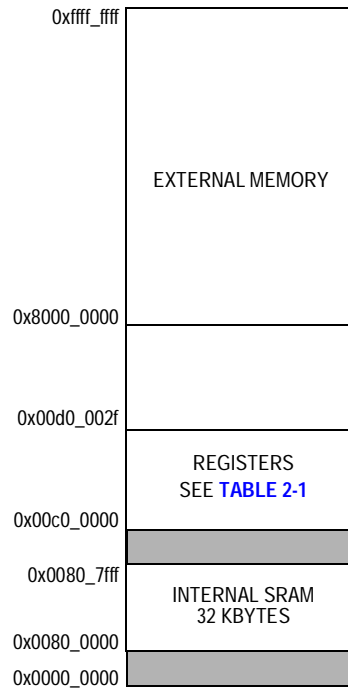 0xffff_ffff
EXTERNAL MEMORY
0x8000_0000
0x00d0_002f
REGISTERS
SEE TABLE 2-1
0x00c0_0000
0x0080_7fff
INTERNAL SRAM
32 KBYTES
0x0080_0000
0x0000_0000